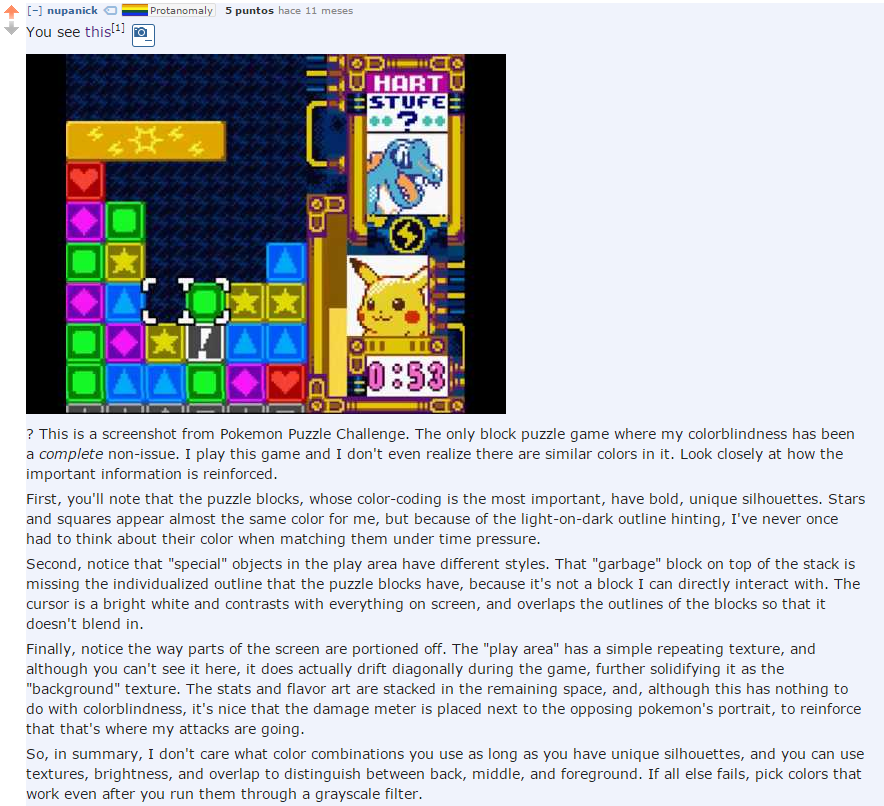 [–] nupanick Protanomaly 5 puntos hace 11 meses
You see this[1]
HART
STUFE
?
!
0:53
? This is a screenshot from Pokemon Puzzle Challenge. The only block puzzle game where my colorblindness has been
a complete non-issue. I play this game and I don't even realize there are similar colors in it. Look closely at how the
important information is reinforced.
First, you'll note that the puzzle blocks, whose color-coding is the most important, have bold, unique silhouettes. Stars
and squares appear almost the same color for me, but because of the light-on-dark outline hinting, I've never once
had to think about their color when matching them under time pressure.
Second, notice that "special" objects in the play area have different styles. That "garbage" block on top of the stack is
missing the individualized outline that the puzzle blocks have, because it's not a block I can directly interact with. The
cursor is a bright white and contrasts with everything on screen, and overlaps the outlines of the blocks so that it
doesn't blend in.
Finally, notice the way parts of the screen are portioned off. The "play area" has a simple repeating texture, and
although you can't see it here, it does actually drift diagonally during the game, further solidifying it as the
"background" texture. The stats and flavor art are stacked in the remaining space, and, although this has nothing to
do with colorblindness, it's nice that the damage meter is placed next to the opposing pokemon's portrait, to reinforce
that that's where my attacks are going.
So, in summary, I don't care what color combinations you use as long as you have unique silhouettes, and you can use
textures, brightness, and overlap to distinguish between back, middle, and foreground. If all else fails, pick colors that
work even after you run them through a grayscale filter.